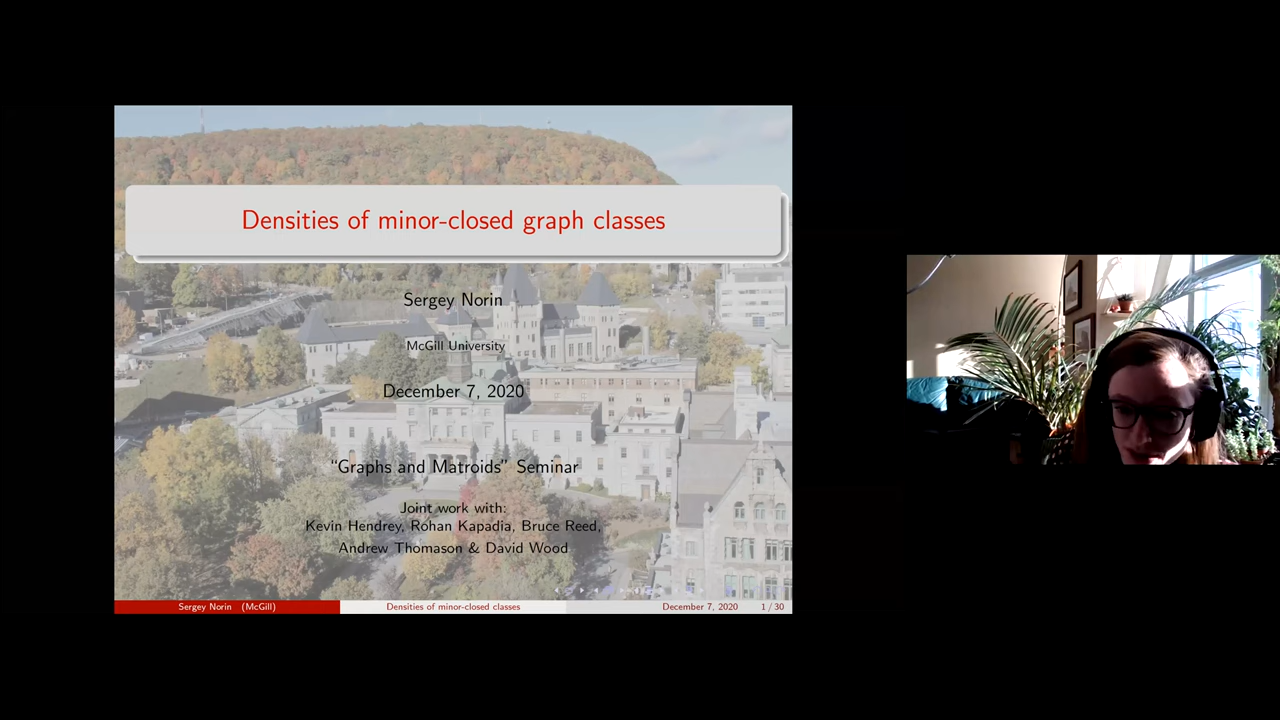 Densities of minor-closed graph classes
Sergey Norin
McGill University
December 7, 2020
“Graphs and Matroids” Seminar
Joint work with:
Kevin Hendrey, Rohan Kapadia, Bruce Reed,
Andrew Thomason & David Wood
Sergey Norin (McGill)
Densities of minor-closed classes
December 7, 2020
1 / 30